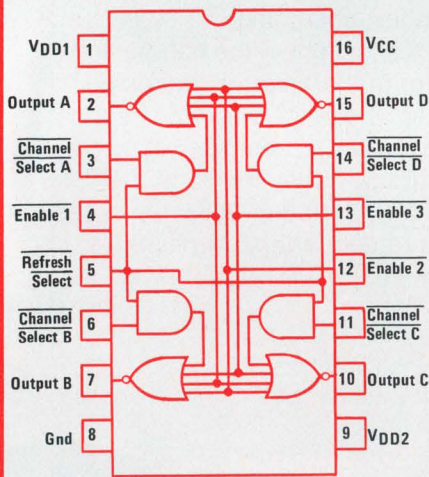 VDD1 1
16 VCC
Output A 2
15 Output D
Channel
Select A 3
14 Channel
Select D
Enable 1 4
13 Enable 3
Refresh
Select 5
12 Enable 2
Channel
Select B 6
11 Channel
Select C
Output B 7
10 Output C
Gnd 8
9 VDD2